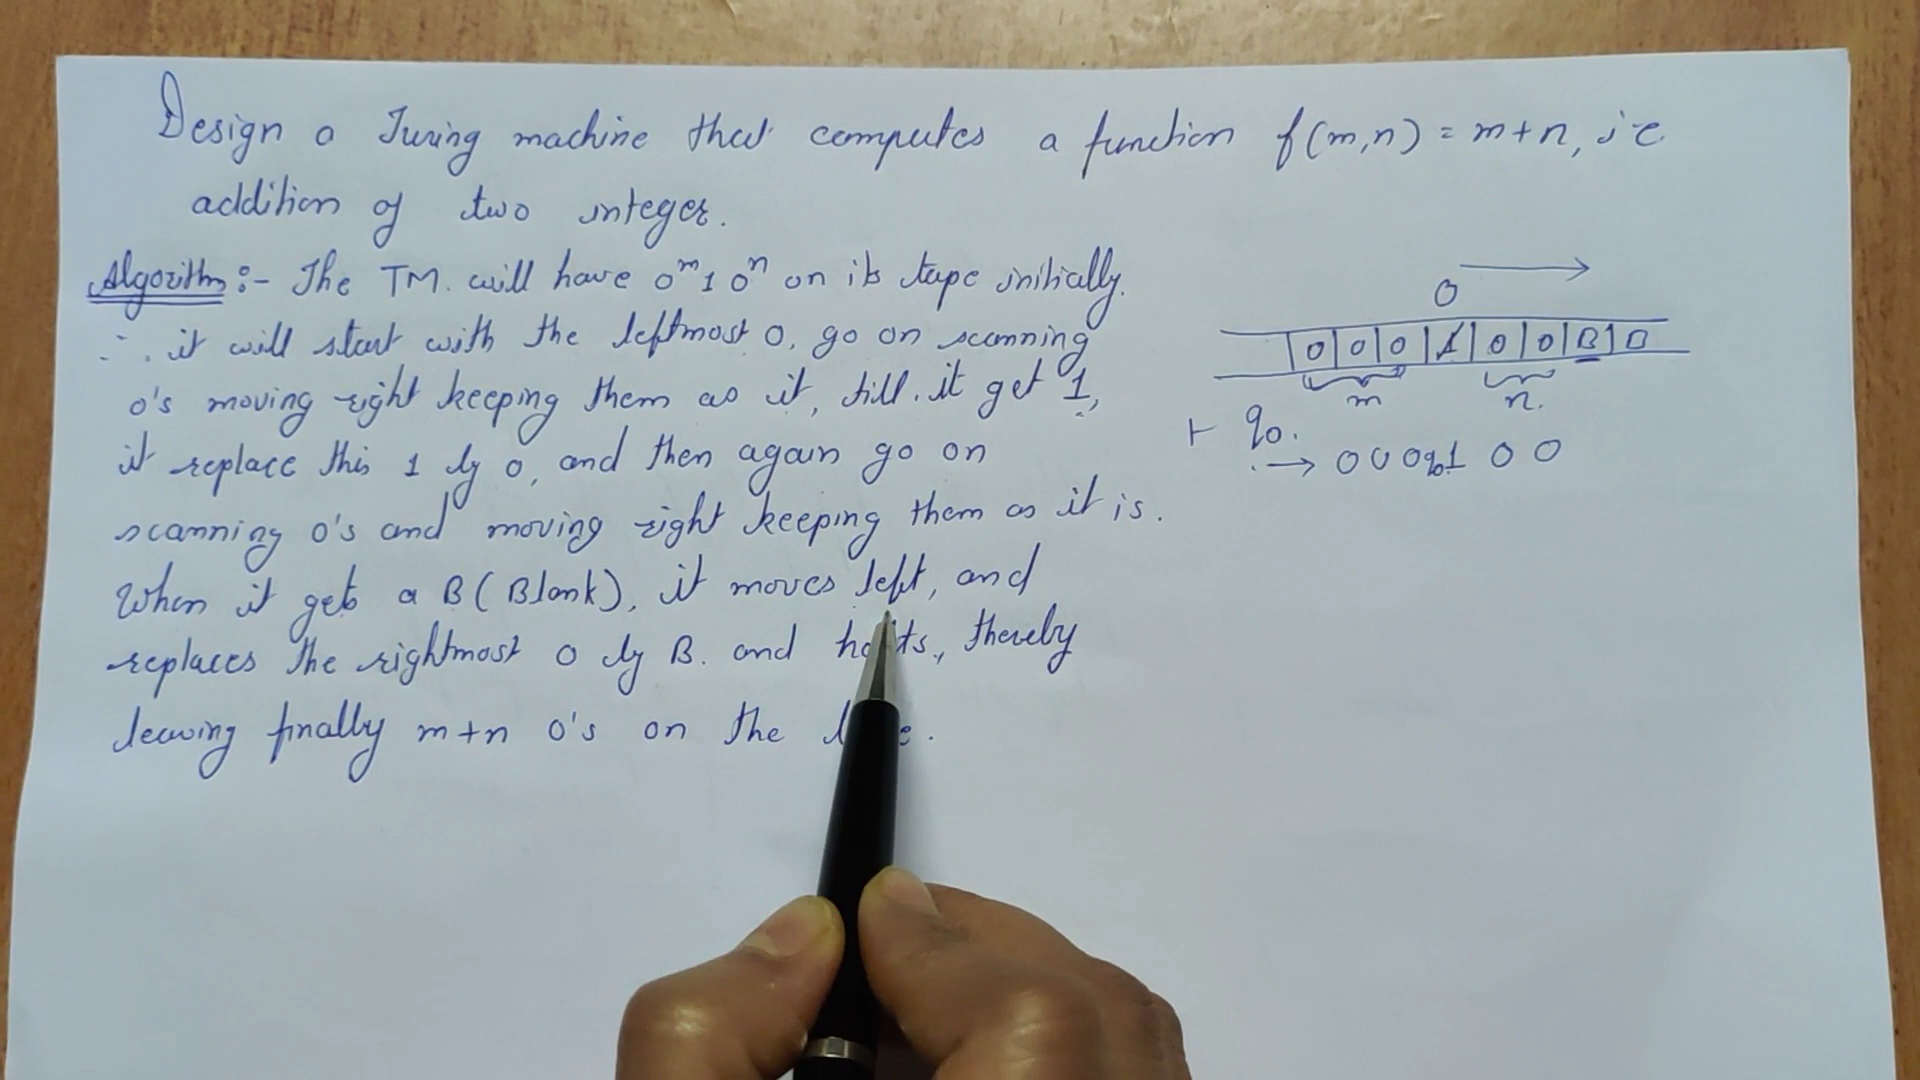 Design a Turing machine that computes a function f(m,n) = m+n, i.e.
addition of two integer.
Algorithm:- The TM. will have 0^m 1 0^n on its tape initially.
∴ it will start with the leftmost 0, go on scanning
0's moving right keeping them as it, till. it get 1,
it replace this 1 by 0, and then again go on
scanning 0's and moving right keeping them as it is.
When it gets a B (Blank), it moves left, and
replaces the rightmost 0 by B. and halts, thereby
leaving finally m+n 0's on the
0 →
0 | 0 | 0 | 1 | 0 | 0 | B |
m n.
⊢ q0.
→ 0 0 0 q0 1 0 0